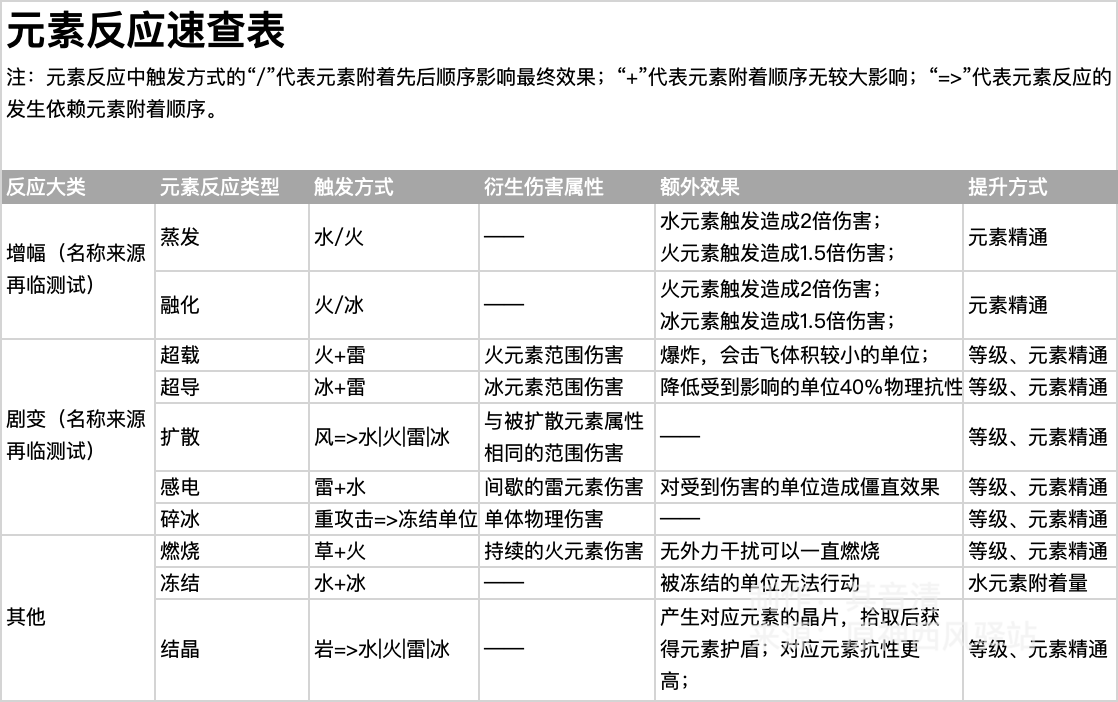 元素反应速查表
注：元素反应中触发方式的“/”代表元素附着先后顺序影响最终效果；“+”代表元素附着顺序无较大影响；“=>”代表元素反应的
发生依赖元素附着顺序。
反应大类 元素反应类型 触发方式 衍生伤害属性 额外效果 提升方式
增幅（名称来源
再临测试）
蒸发 水/火 —— 水元素触发造成2倍伤害；
火元素触发造成1.5倍伤害；
元素精通
融化 火/冰 —— 火元素触发造成2倍伤害；
冰元素触发造成1.5倍伤害；
元素精通
剧变（名称来源
再临测试）
超载 火+雷 火元素范围伤害 爆炸，会击飞体积较小的单位； 等级、元素精通
超导 冰+雷 冰元素范围伤害 降低受到影响的单位40%物理抗性 等级、元素精通
扩散 风=>水|火|雷|冰 与被扩散元素属性
相同的范围伤害
—— 等级、元素精通
感电 雷+水 间歇的雷元素伤害 对受到伤害的单位造成僵直效果 等级、元素精通
碎冰 重攻击=>冻结单位 单体物理伤害 —— 等级、元素精通
其他
燃烧 草+火 持续的火元素伤害 无外力干扰可以一直燃烧 等级、元素精通
冻结 水+冰 —— 被冻结的单位无法行动 水元素附着量
结晶 岩=>水|火|雷|冰 —— 产生对应元素的晶片，拾取后获
得元素护盾；对应元素抗性更
高；
等级、元素精通